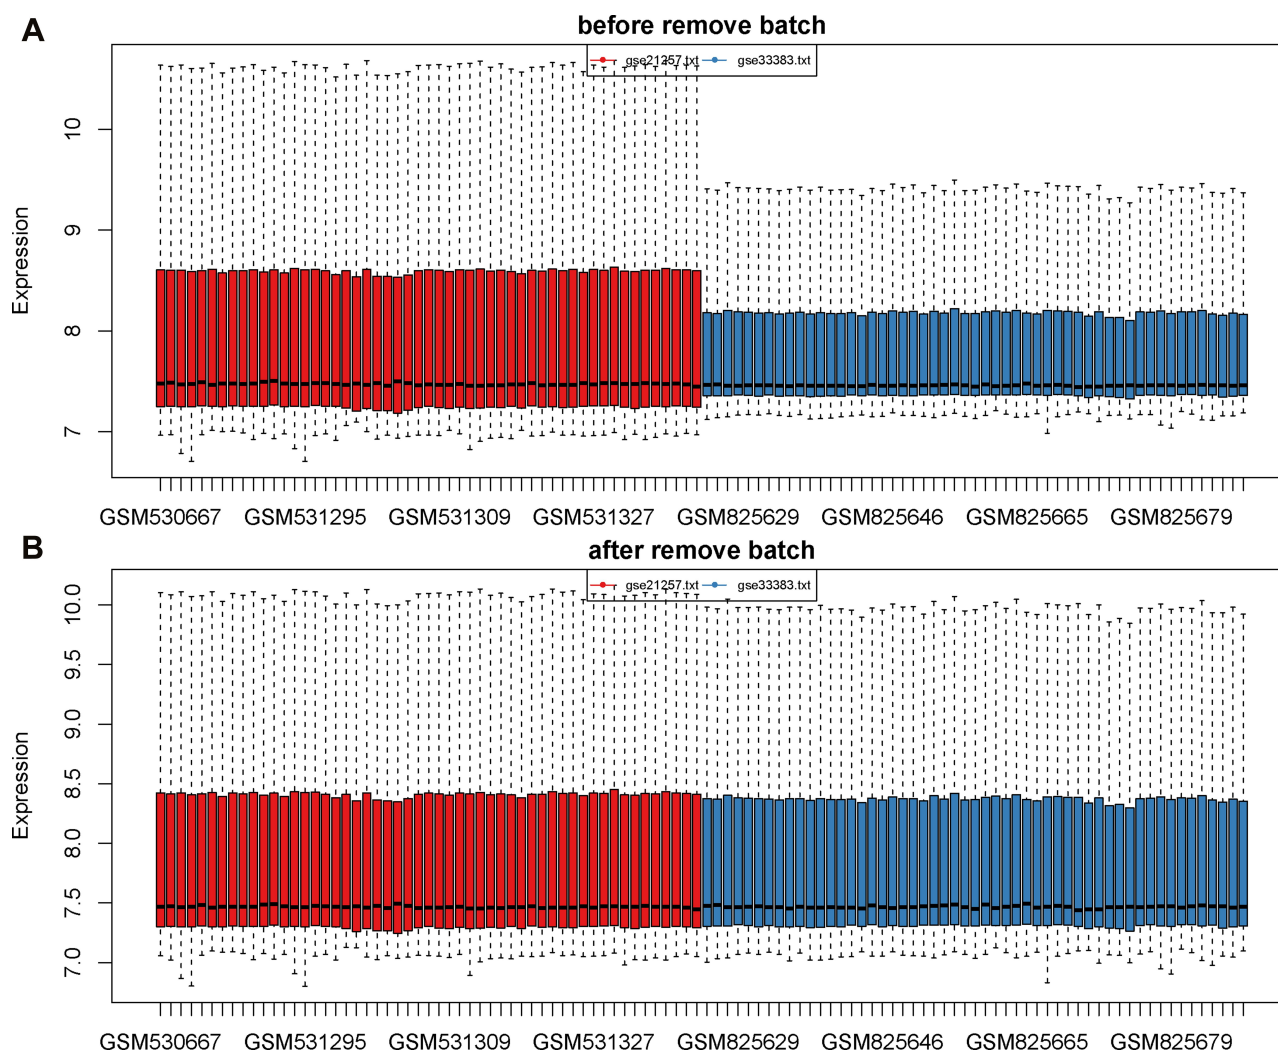 A
before remove batch
gse21257.txt gse33383.txt
Expression
10
9
8
7
GSM530667 GSM531295 GSM531309 GSM531327 GSM825629 GSM825646 GSM825665 GSM825679
B
after remove batch
gse21257.txt gse33383.txt
Expression
10.0
9.5
9.0
8.5
8.0
7.5
7.0
GSM530667 GSM531295 GSM531309 GSM531327 GSM825629 GSM825646 GSM825665 GSM825679